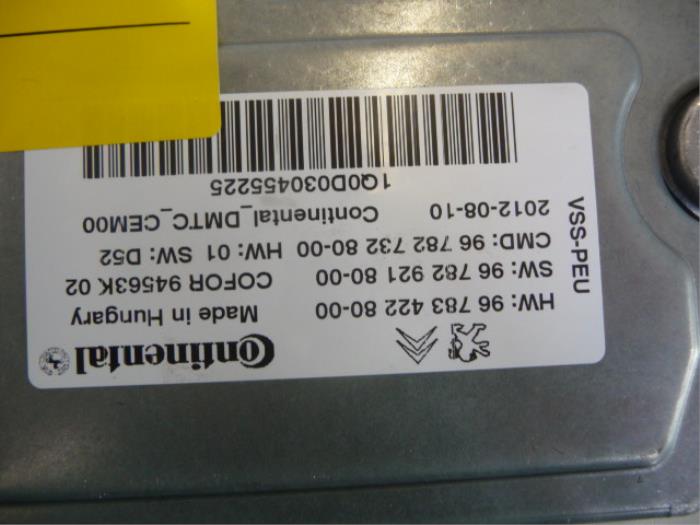 Continental
HW: 96 783 422 80-00 Made in Hungary
SW: 96 782 921 80-00 COFOR 94563K 02
CMD: 96 782 732 80-00 HW: 01 SW: D52
2012-08-10 Continental_DMTC_CEM00
1Q0D030455225
VSS-PEU